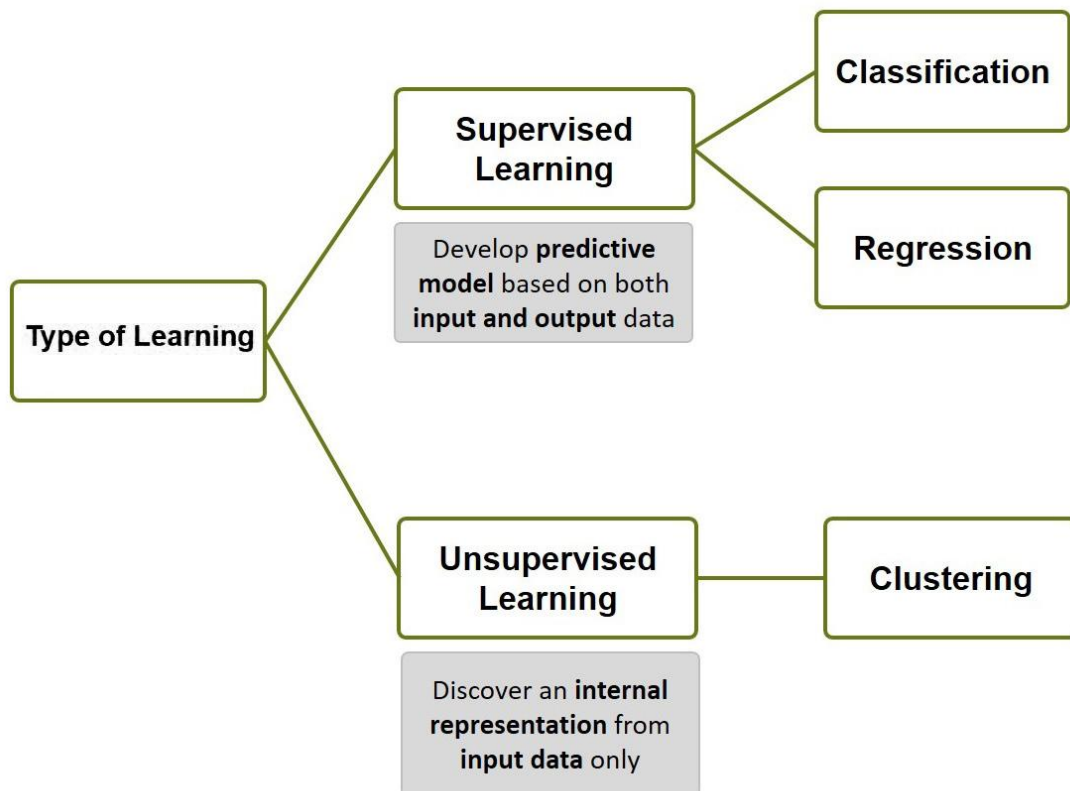 Type of Learning
Supervised
Learning
Develop predictive
model based on both
input and output data
Classification
Regression
Unsupervised
Learning
Discover an internal
representation from
input data only
Clustering